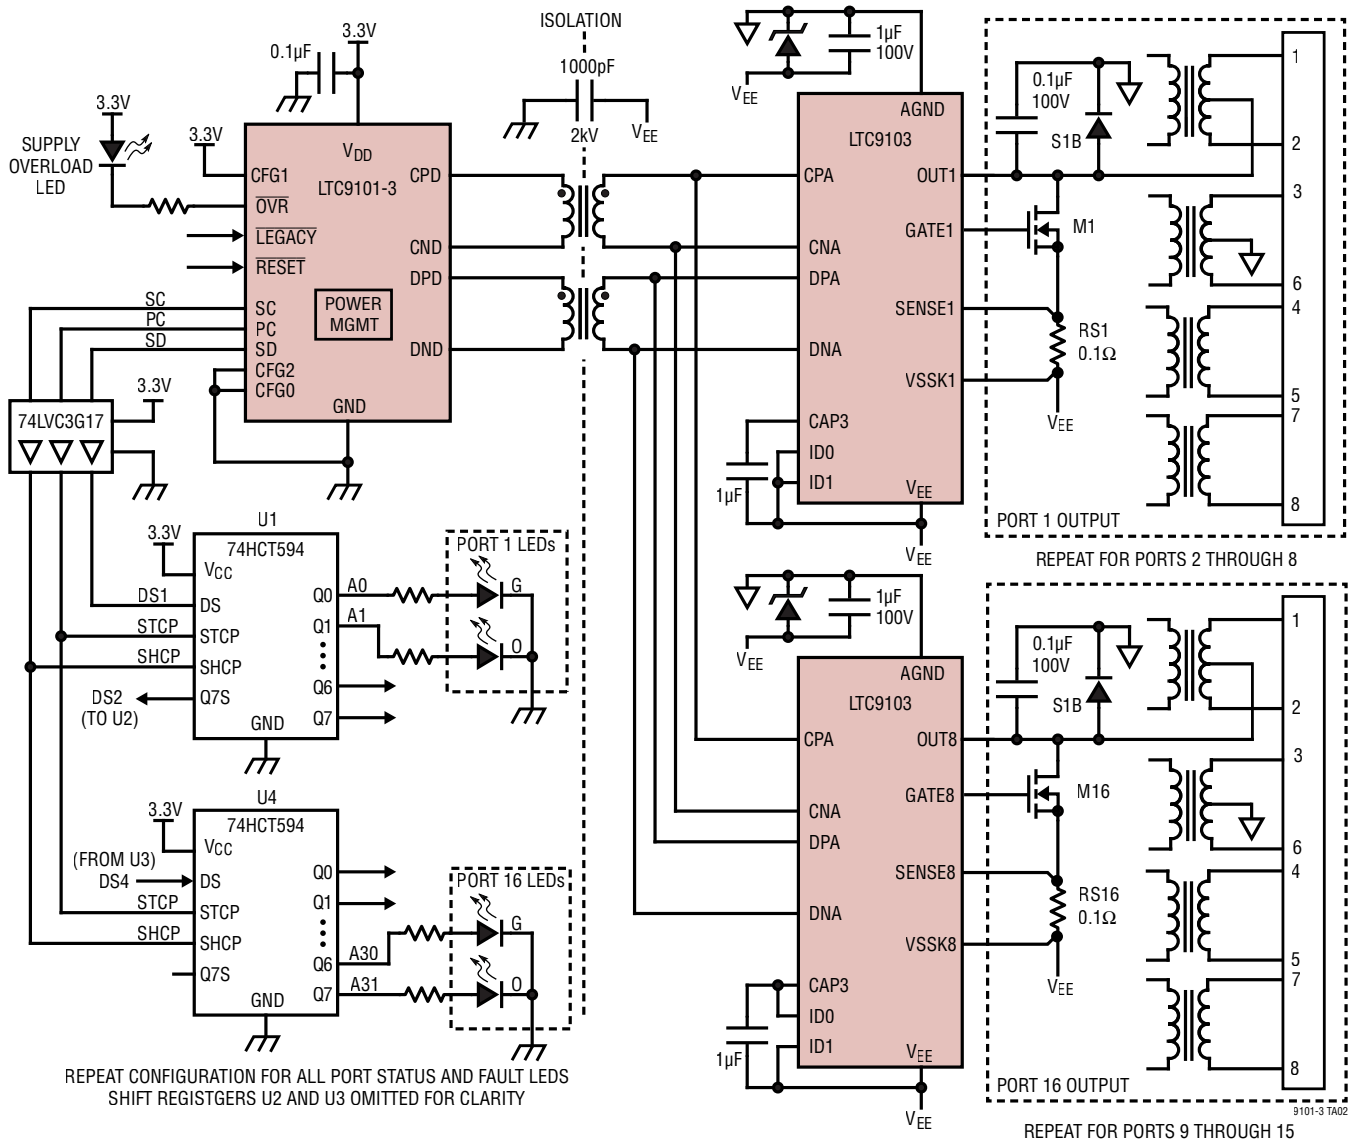 ISOLATION
3.3V
0.1µF
1000pF
2kV
VEE
3.3V
SUPPLY
OVERLOAD
LED
3.3V
VDD
LTC9101-3
CFG1
OVR
LEGACY
RESET
SC
PC
SD
CFG2
CFG0
GND
POWER
MGMT
CPD
CND
DPD
DND
SC
PC
SD
3.3V
74LVC3G17
U1
3.3V
74HCT594
VCC
DS1
DS
STCP
STCP
SHCP
SHCP
DS2
(TO U2)
Q7S
GND
Q0
Q1
Q6
Q7
A0
A1
PORT 1 LEDs
G
O
U4
3.3V
74HCT594
VCC
(FROM U3)
DS4
DS
STCP
STCP
SHCP
SHCP
Q7S
GND
Q0
Q1
Q6
Q7
A30
A31
PORT 16 LEDs
G
O
REPEAT CONFIGURATION FOR ALL PORT STATUS AND FAULT LEDS
SHIFT REGISTGERS U2 AND U3 OMITTED FOR CLARITY
1µF
100V
VEE
AGND
LTC9103
CPA
CNA
DPA
DNA
CAP3
ID0
ID1
1µF
OUT1
GATE1
SENSE1
VSSK1
VEE
VEE
0.1µF
100V
S1B
M1
RS1
0.1Ω
VEE
1
2
3
6
4
5
7
8
PORT 1 OUTPUT
REPEAT FOR PORTS 2 THROUGH 8
1µF
100V
VEE
AGND
LTC9103
CPA
CNA
DPA
DNA
CAP3
ID0
ID1
1µF
OUT8
GATE8
SENSE8
VSSK8
VEE
VEE
0.1µF
100V
S1B
M16
RS16
0.1Ω
VEE
1
2
3
6
4
5
7
8
PORT 16 OUTPUT
9101-3 TA02
REPEAT FOR PORTS 9 THROUGH 15